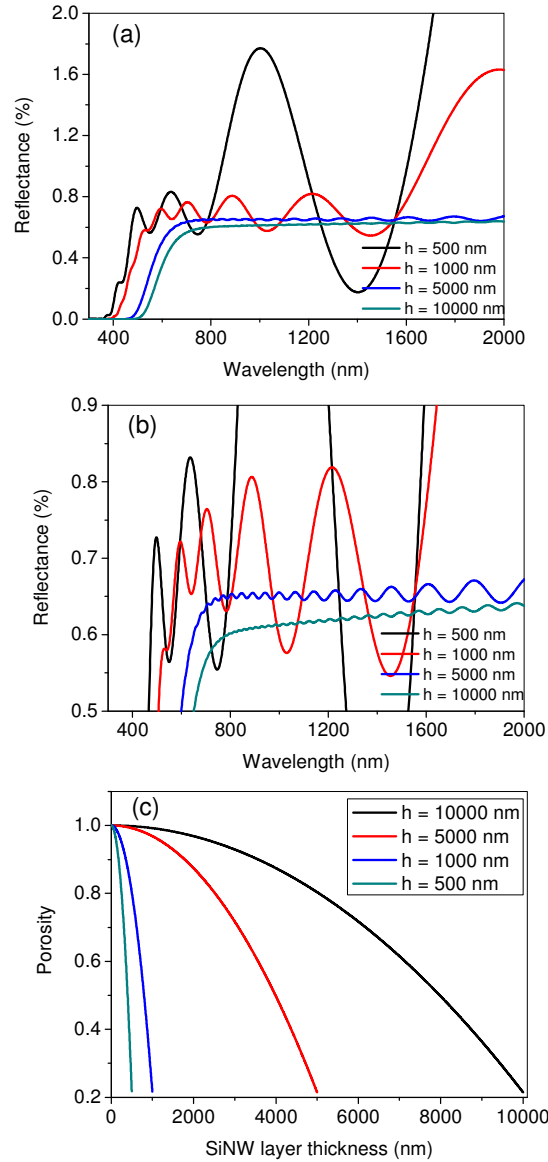 (a)
2.0
1.6
1.2
0.8
0.4
0.0
Reflectance (%)
h = 500 nm
h = 1000 nm
h = 5000 nm
h = 10000 nm
400 800 1200 1600 2000
Wavelength (nm)
(b)
0.9
0.8
0.7
0.6
0.5
Reflectance (%)
h = 500 nm
h = 1000 nm
h = 5000 nm
h = 10000 nm
400 800 1200 1600 2000
Wavelength (nm)
(c)
1.0
0.8
0.6
0.4
0.2
Porosity
h = 10000 nm
h = 5000 nm
h = 1000 nm
h = 500 nm
0 2000 4000 6000 8000 10000
SiNW layer thickness (nm)